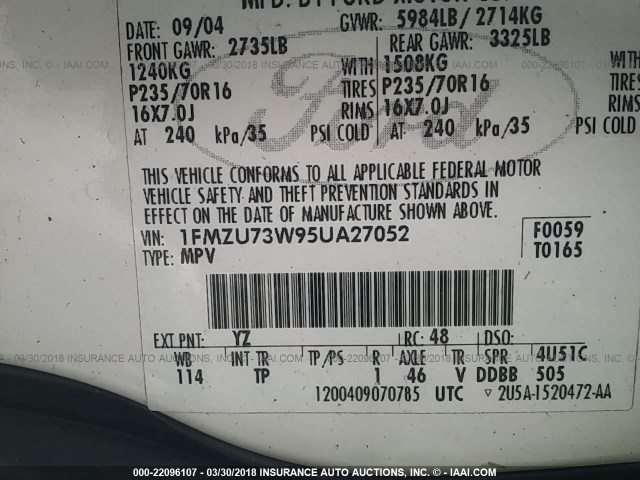 MFD. BY FORD MOTOR CO.
DATE: 09/04 GVWR: 5984LB/ 2714KG
FRONT GAWR: 2735LB REAR GAWR: 3325LB
1240KG WITH 1508KG WITH
P235/70R16 TIRES P235/70R16 TIRES
16X7.0J RIMS 16X7.0J RIMS
AT 240 kPa/35 PSI COLD AT 240 kPa/35 PSI COLD
Ford
THIS VEHICLE CONFORMS TO ALL APPLICABLE FEDERAL MOTOR
VEHICLE SAFETY AND THEFT PREVENTION STANDARDS IN
EFFECT ON THE DATE OF MANUFACTURE SHOWN ABOVE.
VIN: 1FMZU73W95UA27052 F0059
TYPE: MPV T0165
EXT PNT: YZ RC: 48 DSO:
WB INT TR TP/PS R AXLE TR SPR 4U51C
114 TP 1 46 V DDBB 505
1200409070785 UTC ▽ 2U5A-1520472-AA
000-22096107 - 03/30/2018 INSURANCE AUTO AUCTIONS, INC. - IAAI.COM